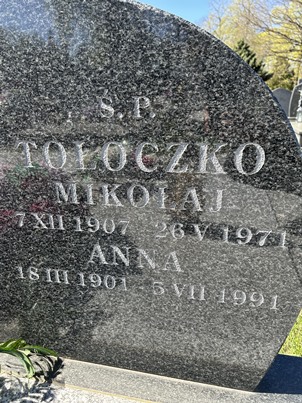 Ś.P.
TOŁOCZKO
MIKOŁAJ
7 XII 1907 26 V 1971
ANNA
18 III 1901 5 VII 1991